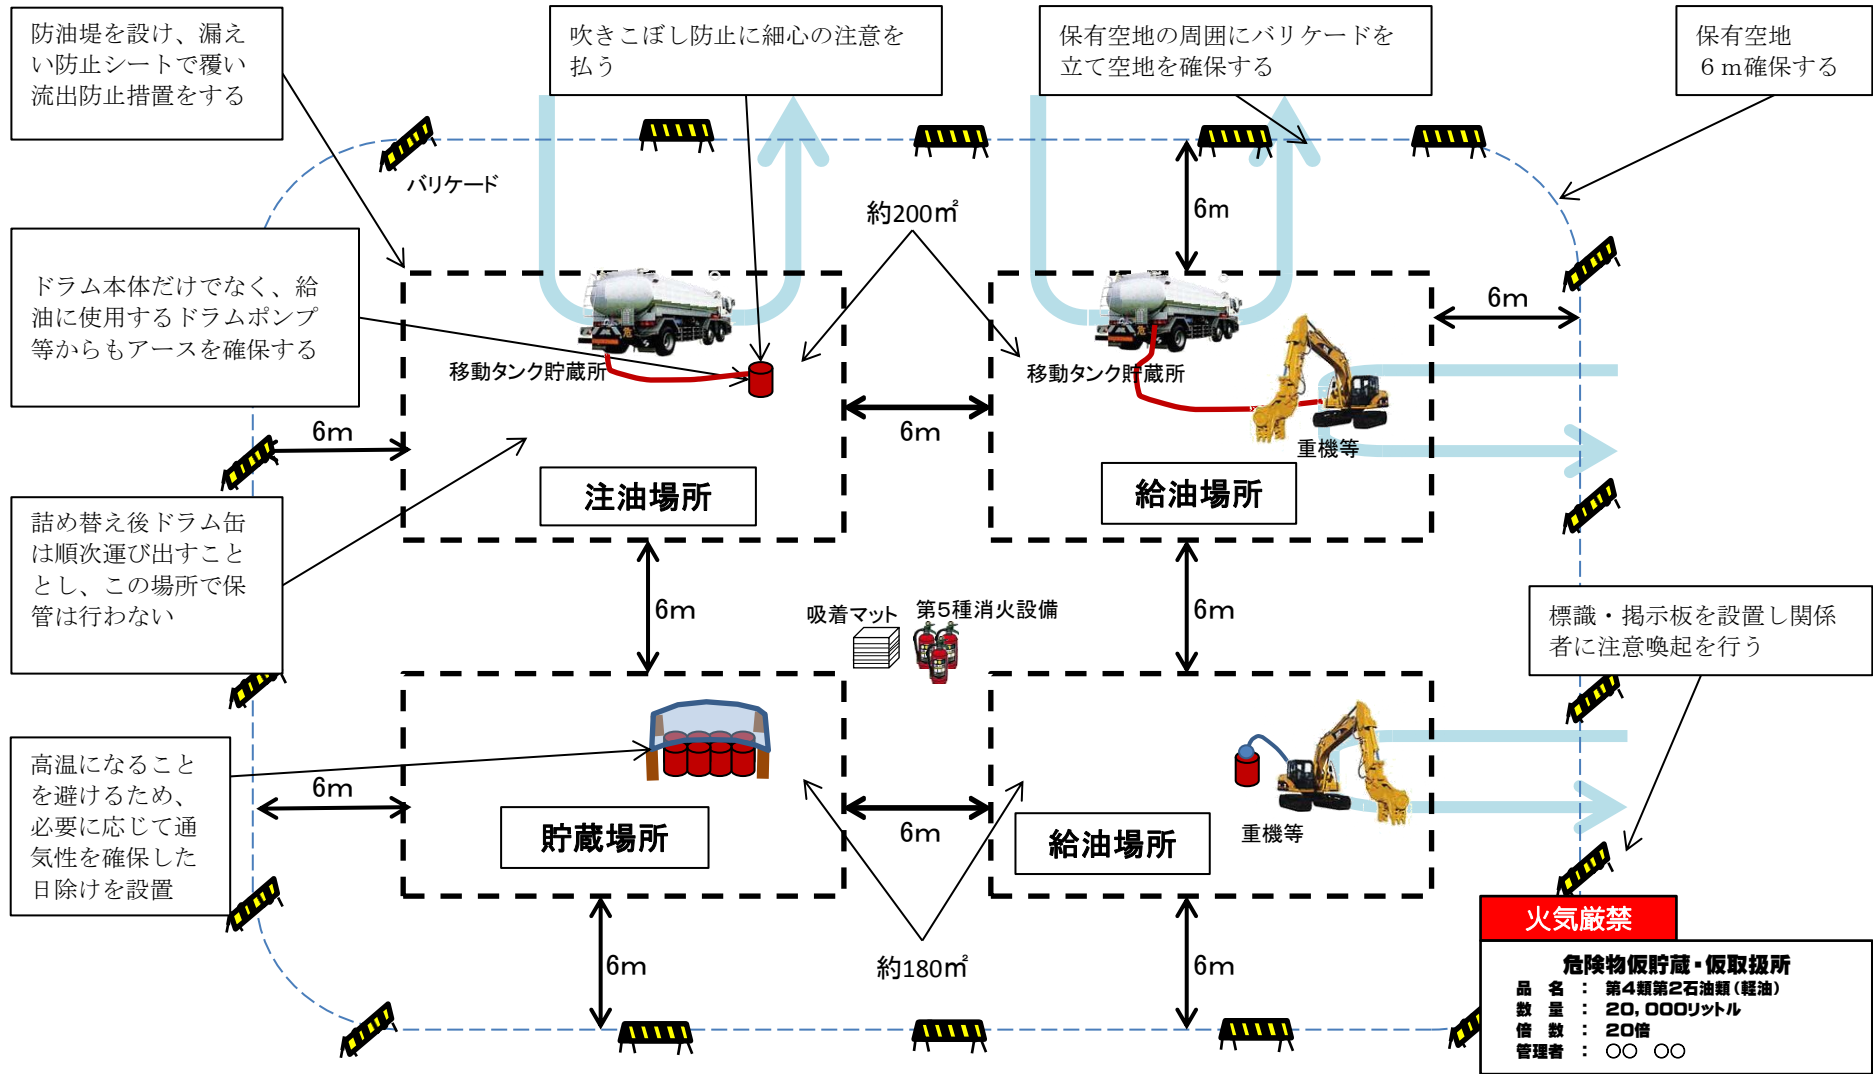 防油堤を設け、漏え
い防止シートで覆い
流出防止措置をする
吹きこぼし防止に細心の注意を
払う
保有空地の周囲にバリケードを
立て空地を確保する
保有空地
６ｍ確保する
バリケード
約200㎡
6m
6m
ドラム本体だけでなく、給
油に使用するドラムポンプ
等からもアースを確保する
移動タンク貯蔵所
移動タンク貯蔵所
6m
6m
重機等
注油場所
給油場所
詰め替え後ドラム缶
は順次運び出すこと
とし、この場所で保
管は行わない
6m
吸着マット
第5種消火設備
6m
標識・掲示板を設置し関係
者に注意喚起を行う
高温になること
を避けるため、
必要に応じて通
気性を確保した
日除けを設置
6m
6m
重機等
貯蔵場所
給油場所
6m
約180㎡
6m
火気厳禁
危険物仮貯蔵・仮取扱所
品　名　：　第4類第2石油類（軽油）
数　量　：　20，000リットル
倍　数　：　20倍
管理者　：　○○　○○